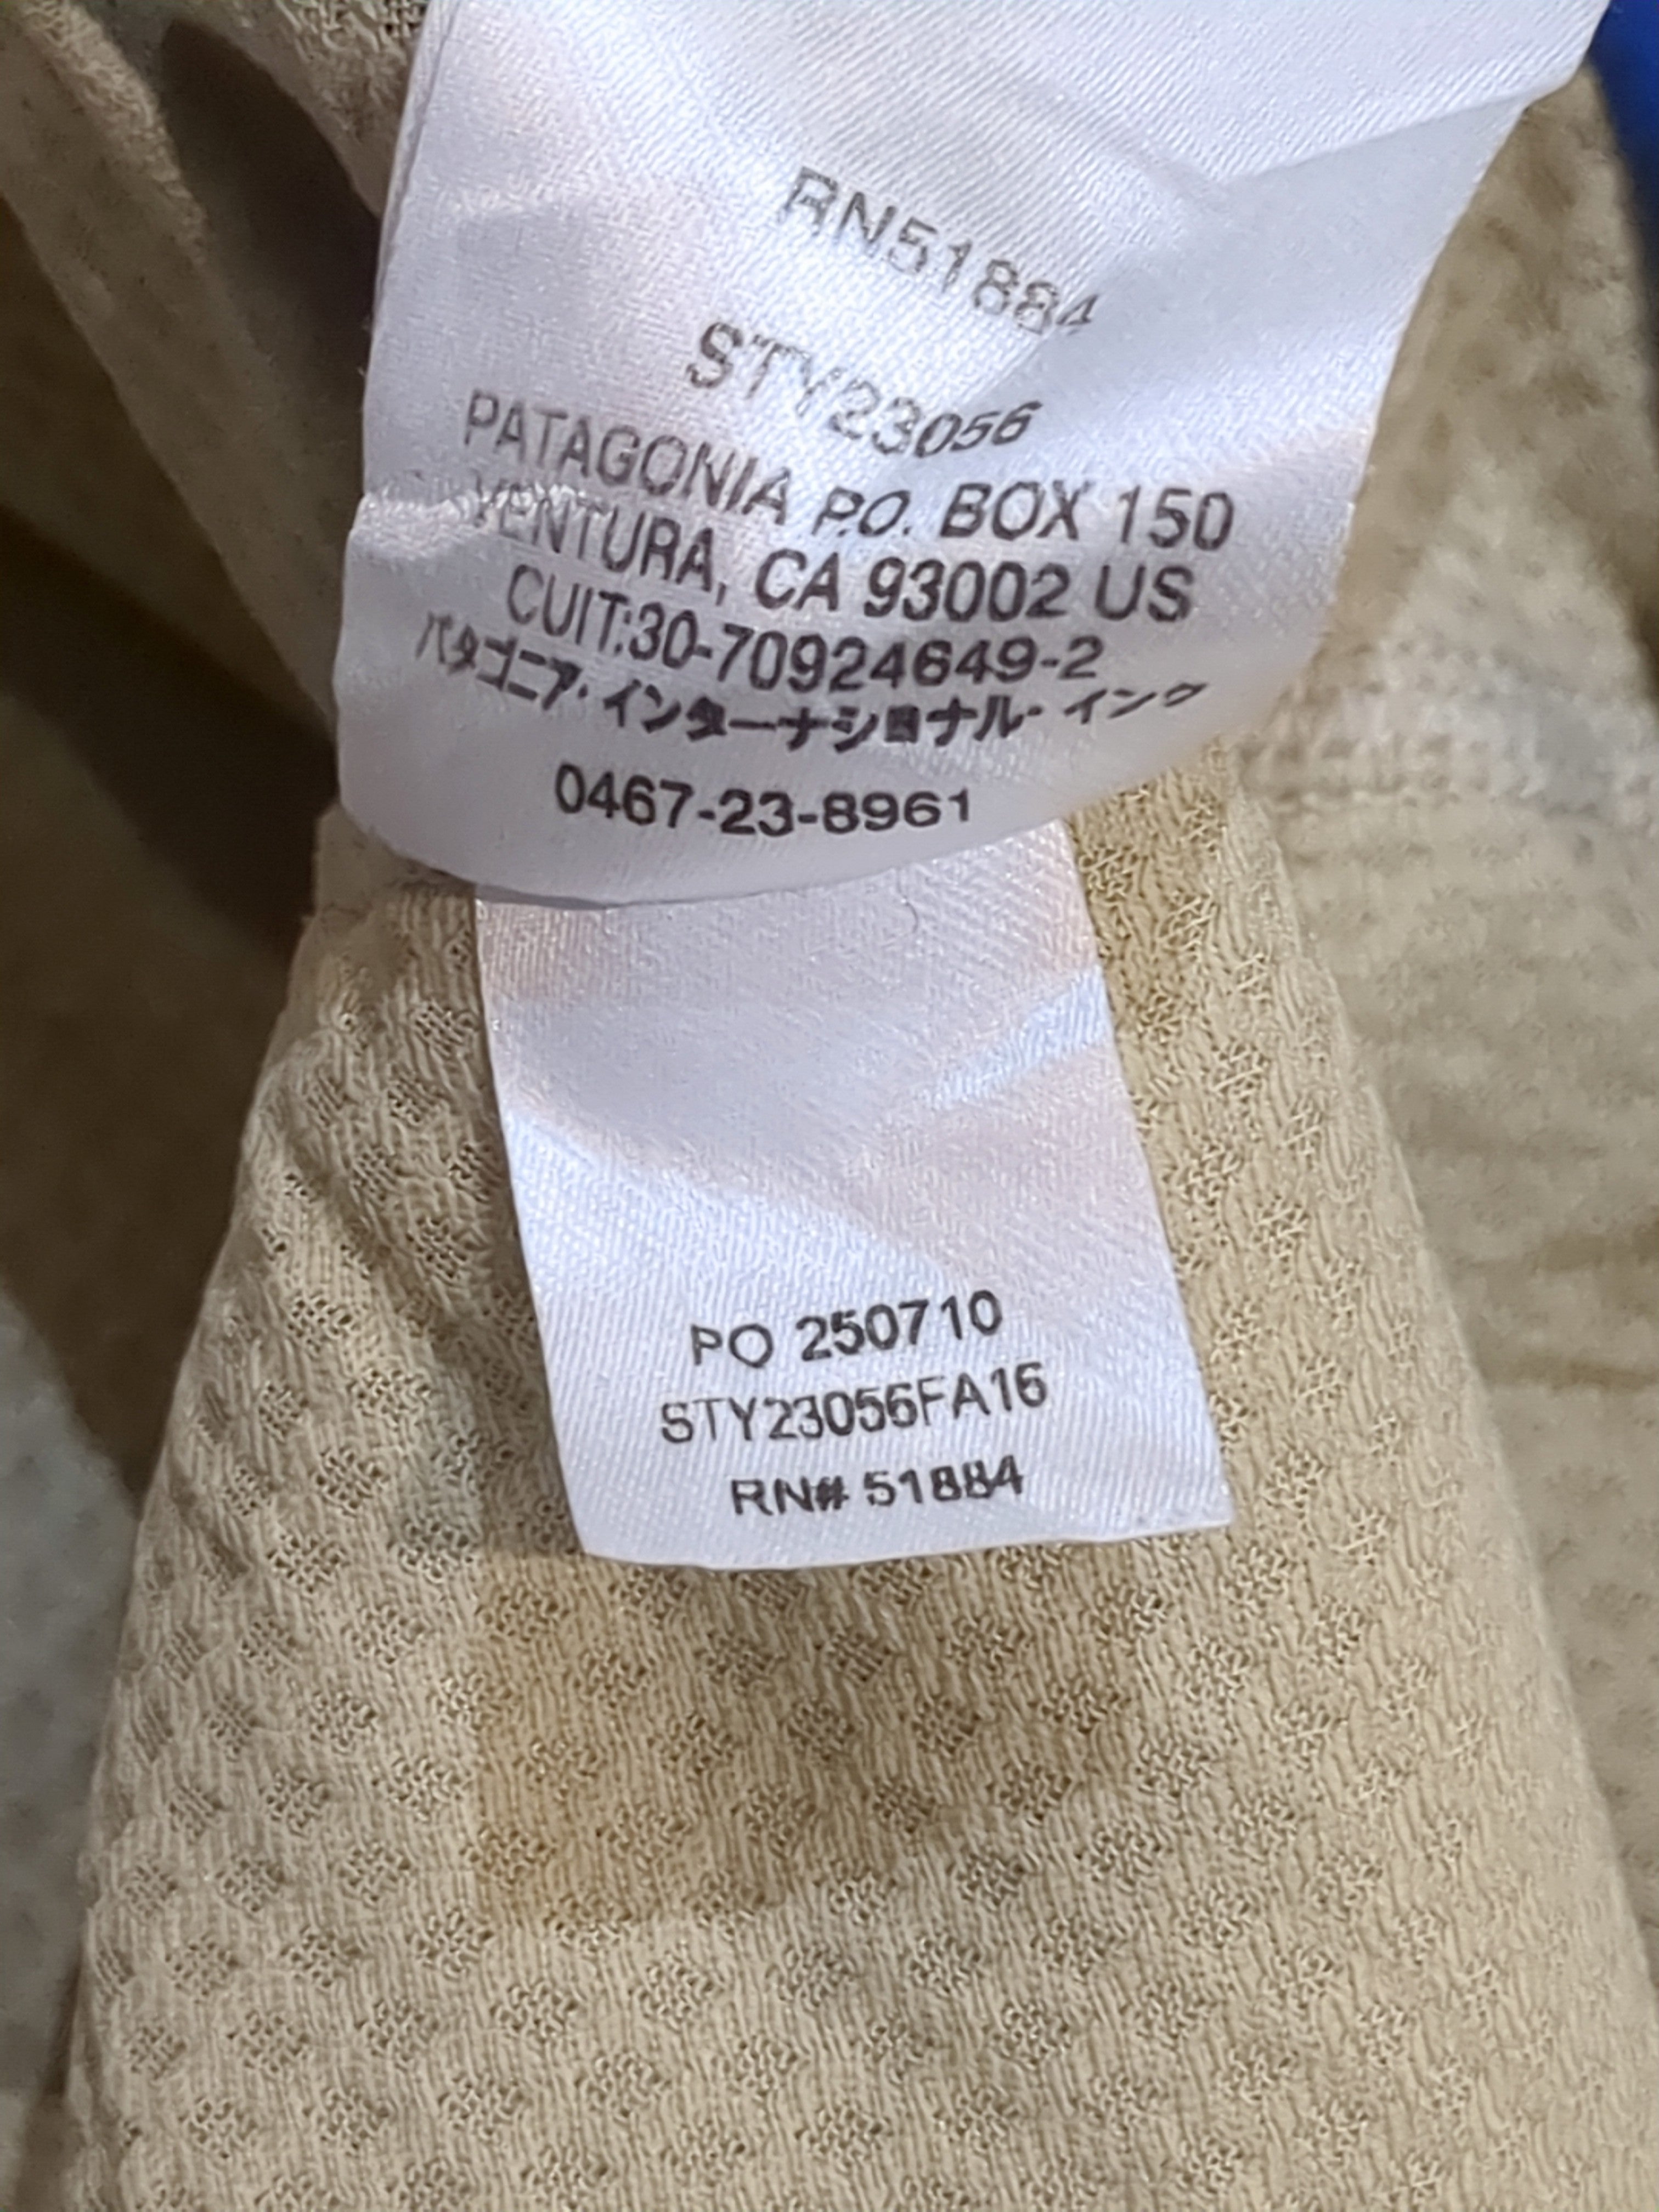 RN51884
STY23056
PATAGONIA P.O. BOX 150
VENTURA, CA 93002 US
CUIT:30-70924649-2
パタゴニア・インターナショナル・インク
0467-23-8961
PO 250710
STY23056FA16
RN# 51884